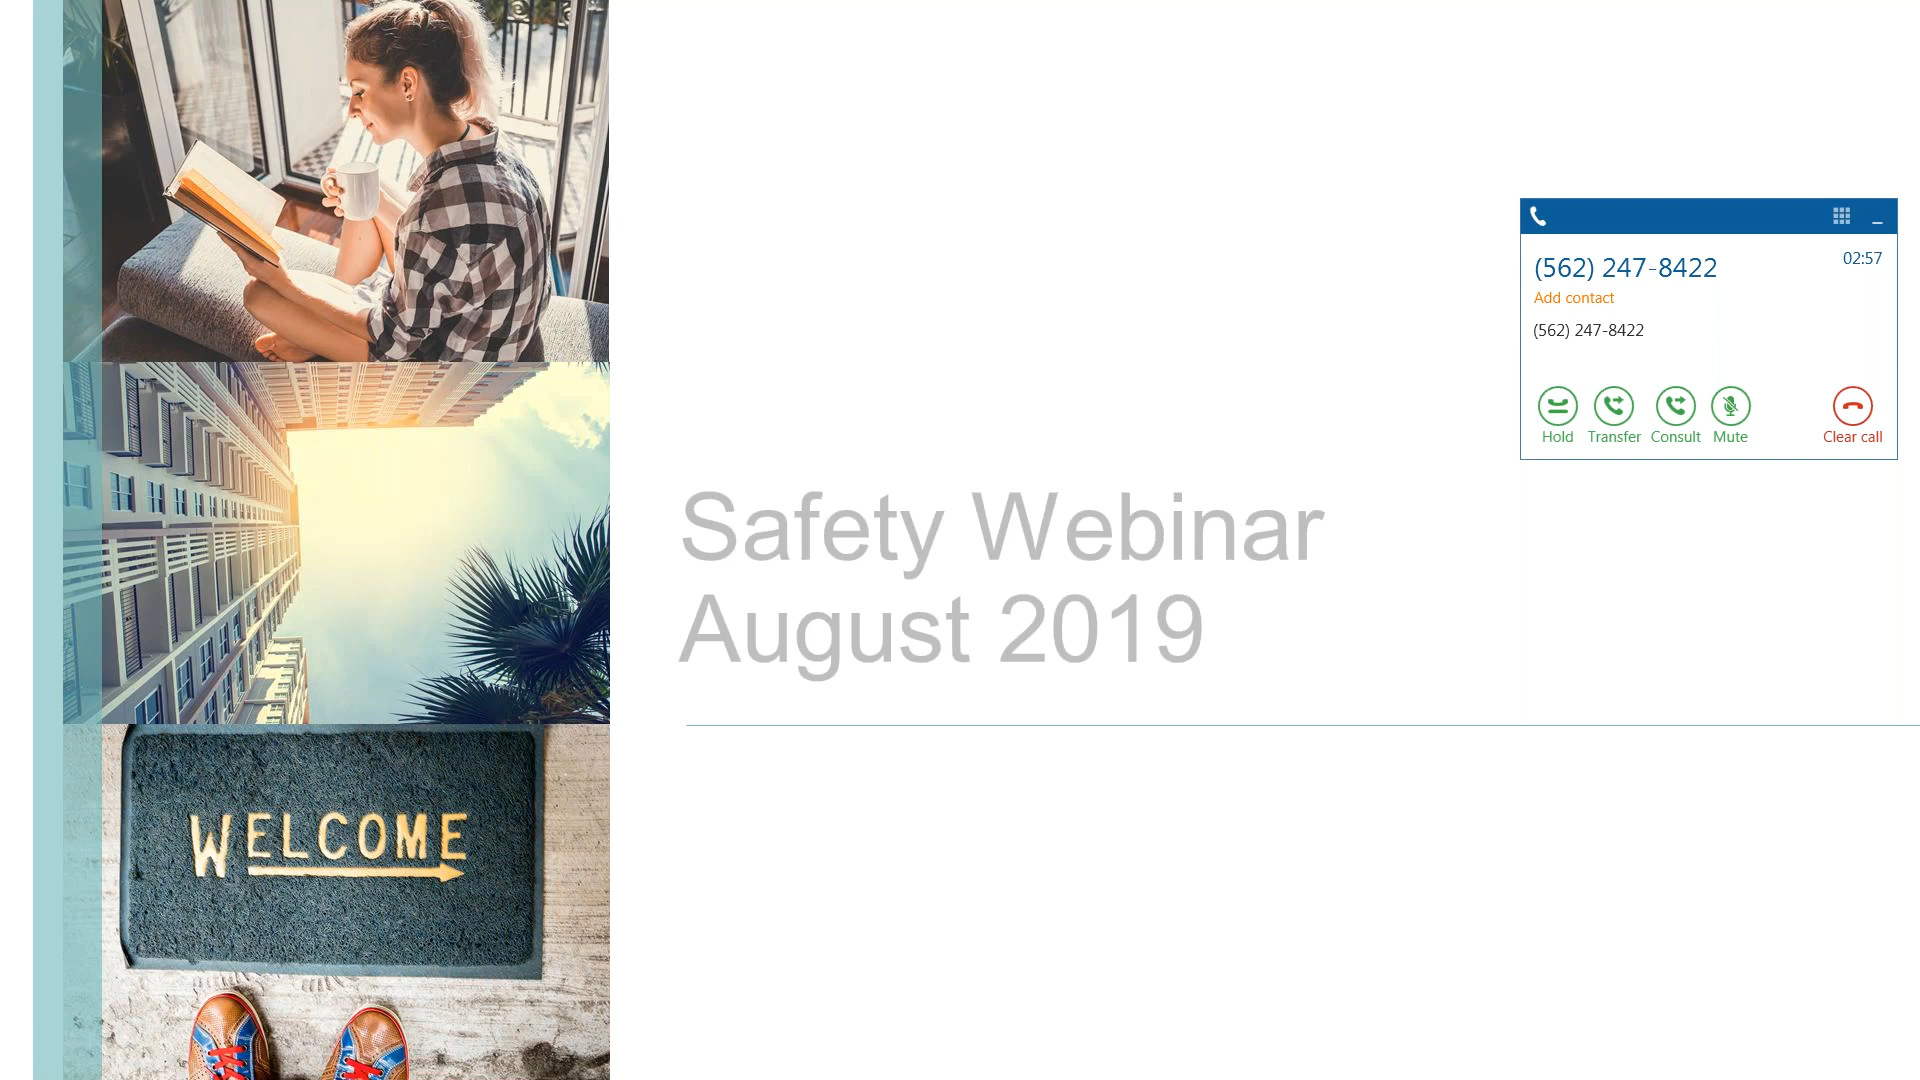 WELCOME
Safety Webinar
August 2019
(562) 247-8422
02:57
Add contact
(562) 247-8422
Hold
Transfer
Consult
Mute
Clear call